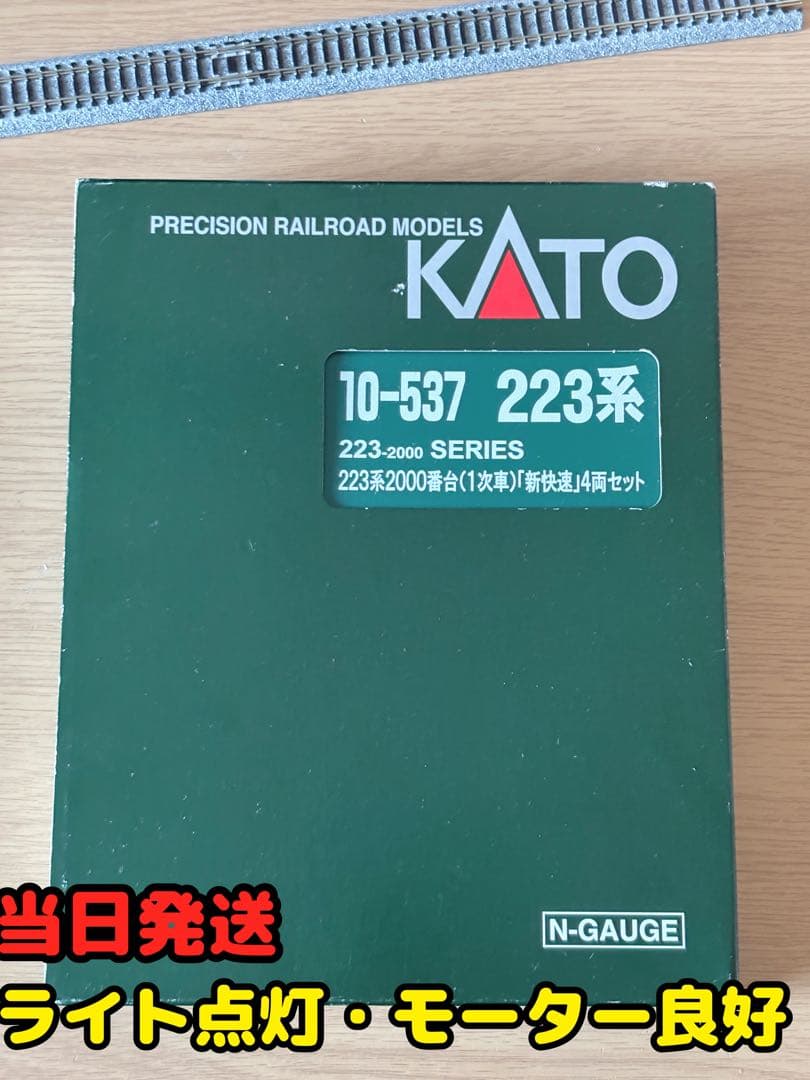 PRECISION RAILROAD MODELS
KATO
10-537 223系
223-2000 SERIES
223系2000番台(1次車)「新快速」4両セット
N-GAUGE
当日発送
ライト点灯・モーター良好